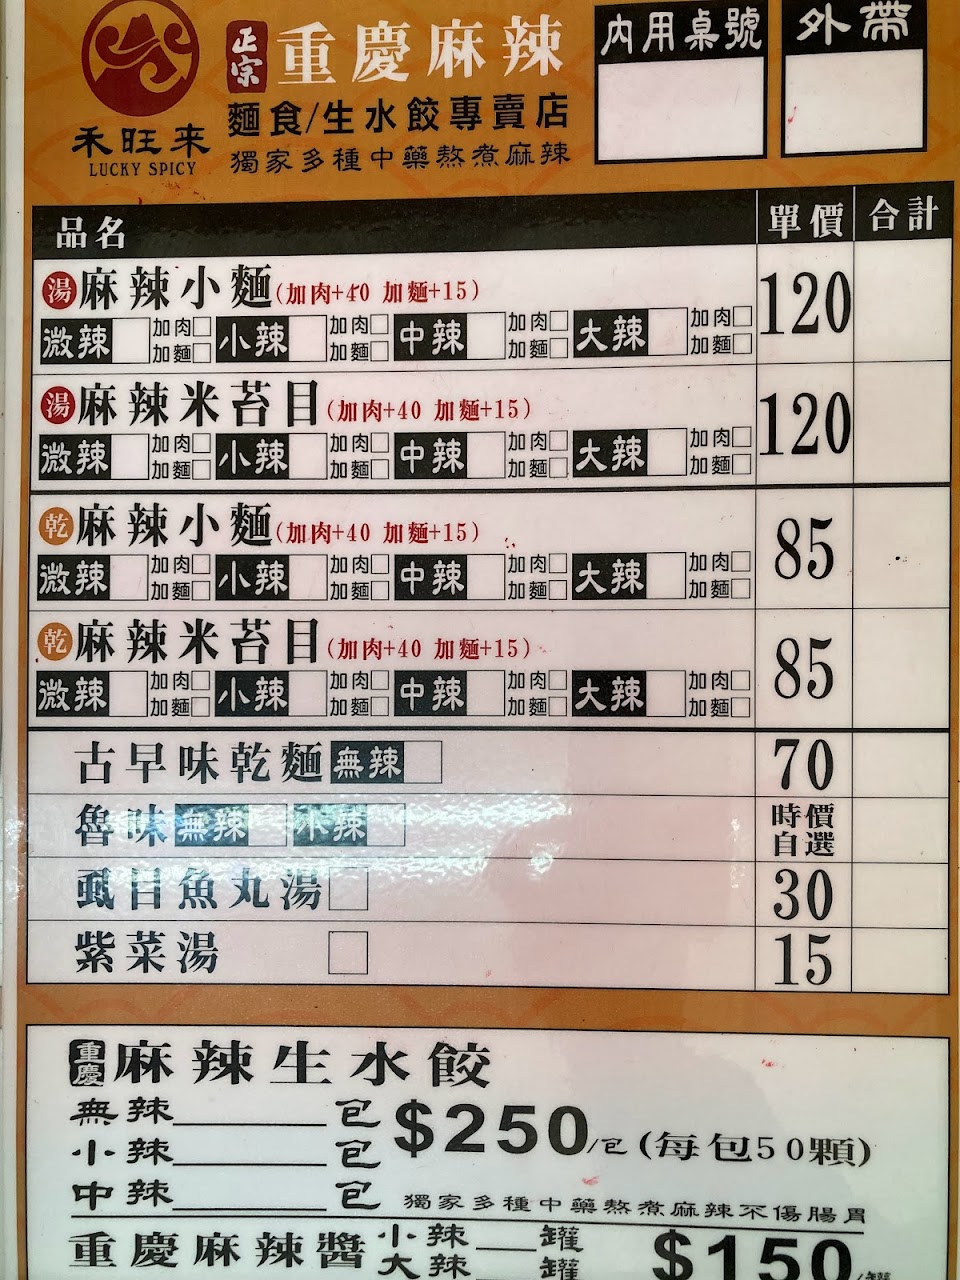 禾旺来
LUCKY SPICY
正宗 重慶麻辣
麵食/生水餃專賣店
獨家多種中藥熬煮麻辣
內用桌號
外帶
品名 單價 合計
湯 麻辣小麵(加肉+40 加麵+15) 120
微辣 加肉 加麵 小辣 加肉 加麵 中辣 加肉 加麵 大辣 加肉 加麵
湯 麻辣米苔目(加肉+40 加麵+15) 120
微辣 加肉 加麵 小辣 加肉 加麵 中辣 加肉 加麵 大辣 加肉 加麵
乾 麻辣小麵(加肉+40 加麵+15) 85
微辣 加肉 加麵 小辣 加肉 加麵 中辣 加肉 加麵 大辣 加肉 加麵
乾 麻辣米苔目(加肉+40 加麵+15) 85
微辣 加肉 加麵 小辣 加肉 加麵 中辣 加肉 加麵 大辣 加肉 加麵
古早味乾麵 無辣 70
魯味 無辣 小辣 時價自選
虱目魚丸湯 30
紫菜湯 15
重慶 麻辣生水餃
無辣 包
小辣 包 $250/包 (每包50顆)
中辣 包 獨家多種中藥熬煮麻辣不傷腸胃
重慶麻辣醬 小辣 罐 $150/罐
大辣 罐